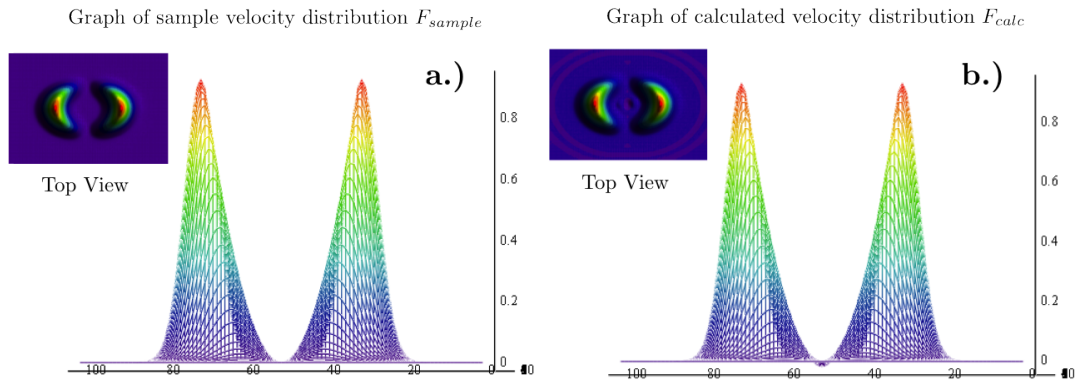 Graph of sample velocity distribution F_sample
a.)
Top View
0.8
0.6
0.4
0.2
0
100 80 60 40 20 0
Graph of calculated velocity distribution F_calc
b.)
Top View
0.8
0.6
0.4
0.2
0
100 80 60 40 20 0